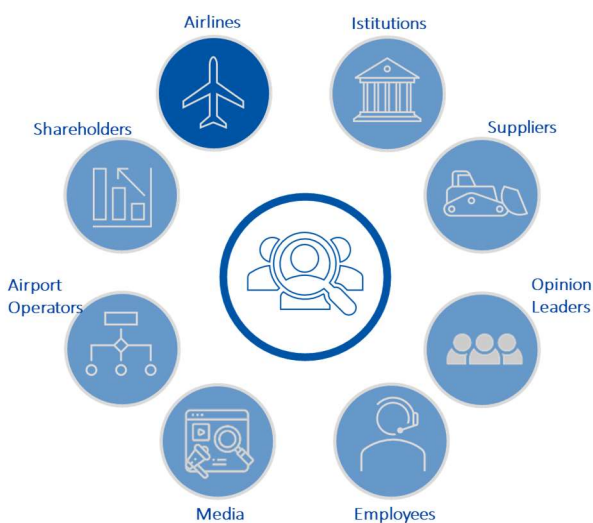 Airlines
Istitutions
Shareholders
Suppliers
Airport
Operators
Opinion
Leaders
Media
Employees